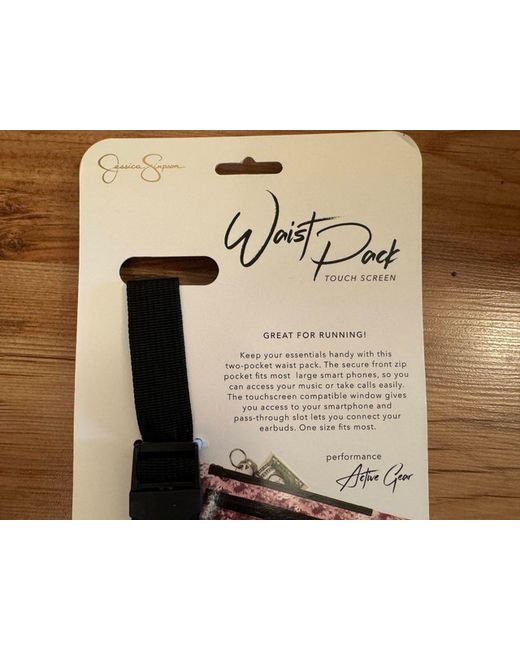 Jessica Simpson
Waist
Pack
TOUCH SCREEN
GREAT FOR RUNNING!
Keep your essentials handy with this
two-pocket waist pack. The secure front zip
pocket fits most large smart phones, so you
can access your music or take calls easily.
The touchscreen compatible window gives
you access to your smartphone and
pass-through slot lets you connect your
earbuds. One size fits most.
performance
Active Gear